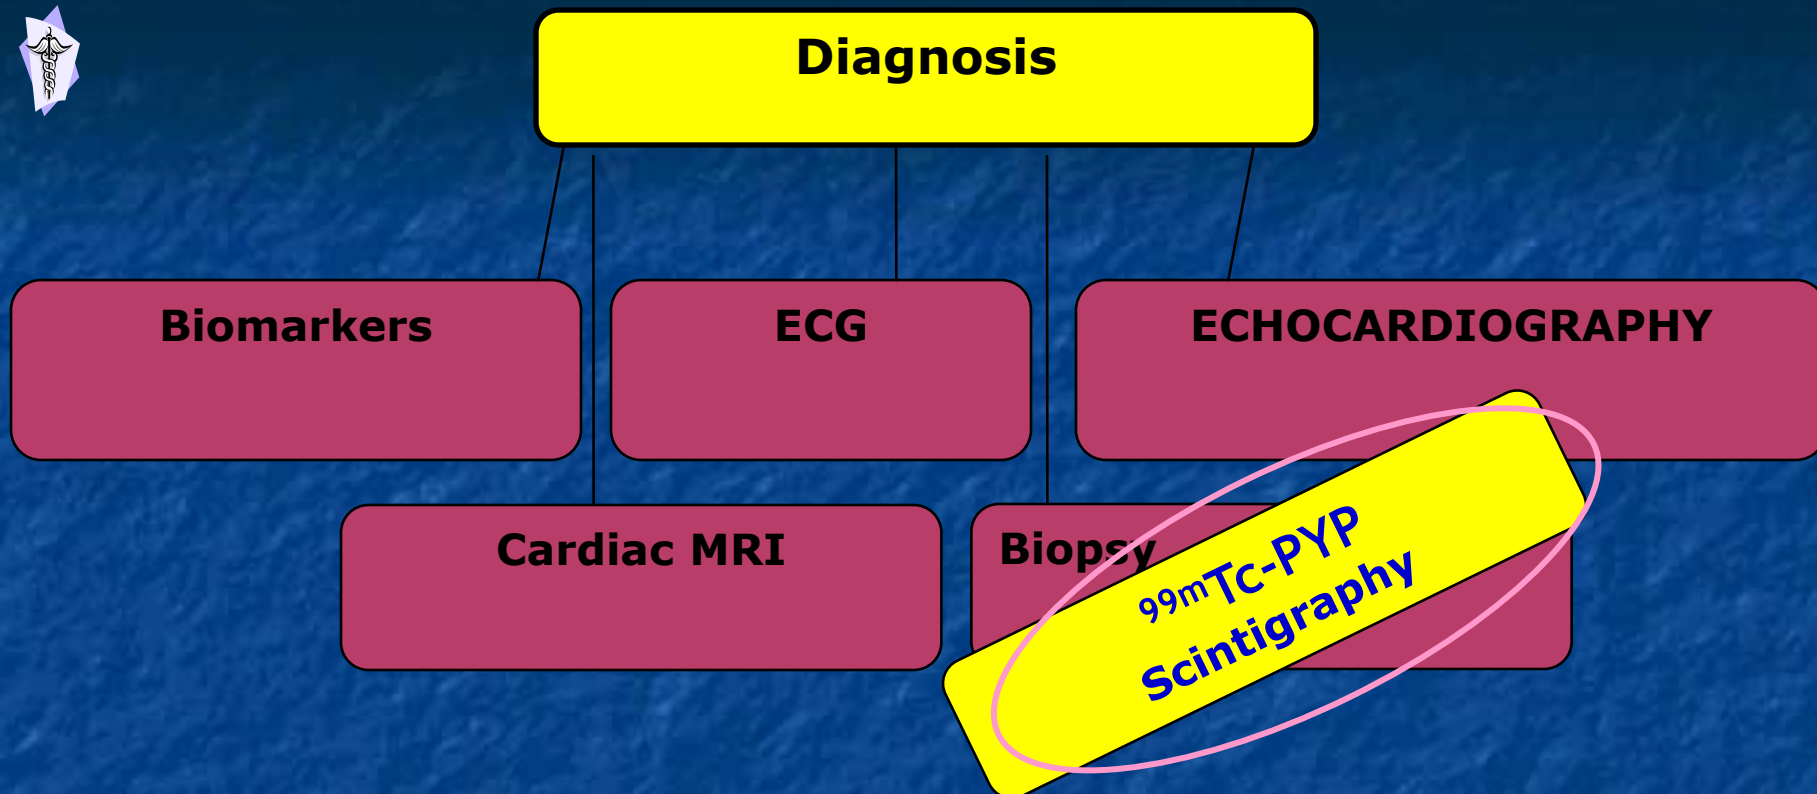 Diagnosis
Biomarkers
ECG
ECHOCARDIOGRAPHY
Cardiac MRI
Biopsy
⁹⁹ᵐTc-PYP
Scintigraphy